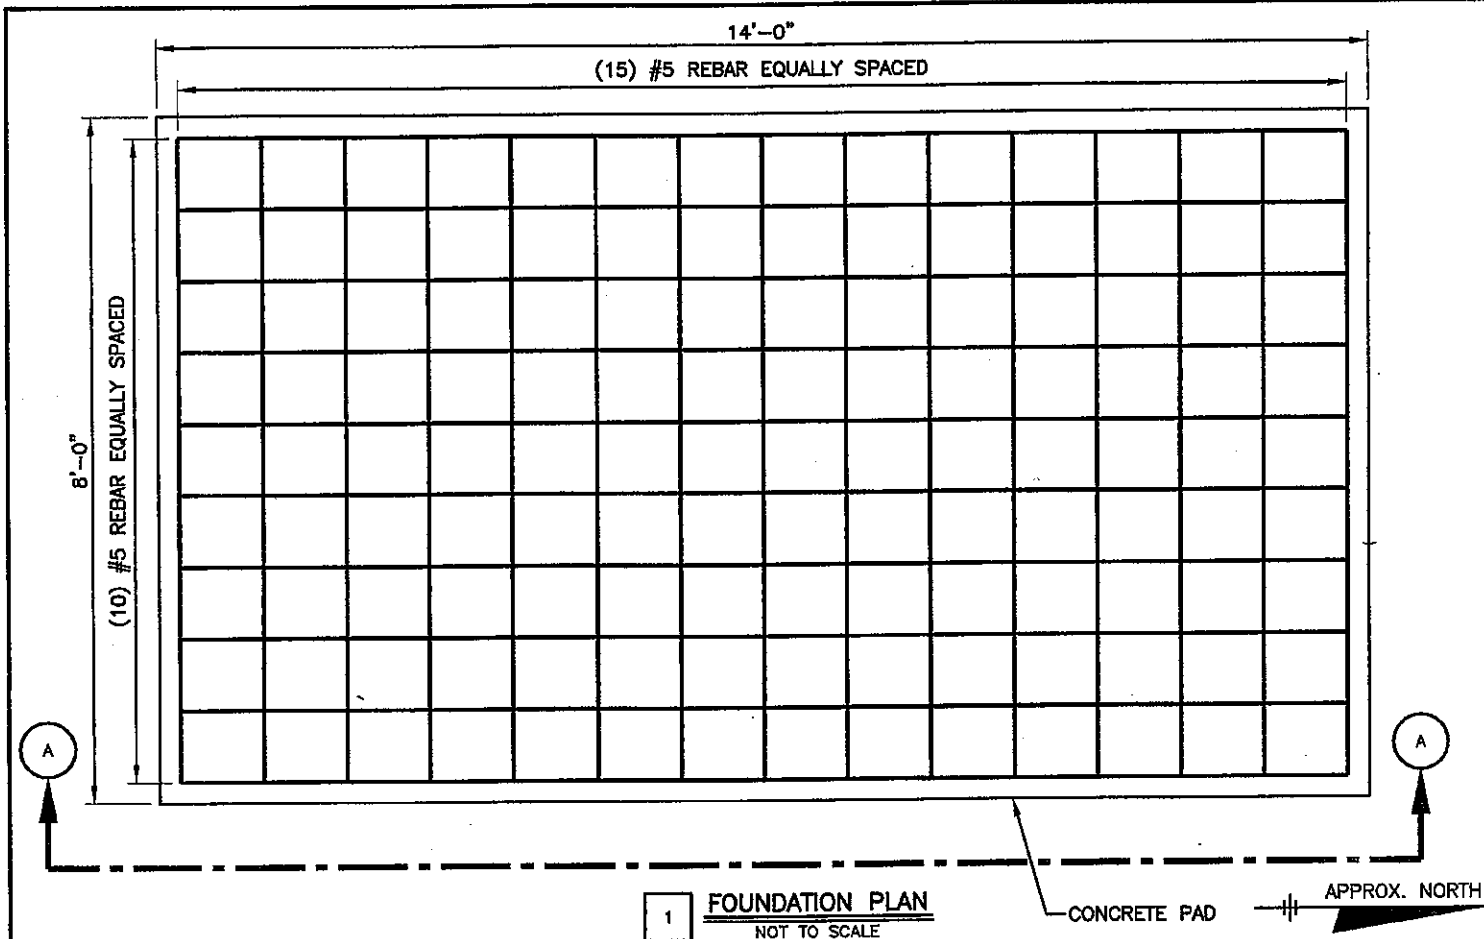 14'-0"
(15) #5 REBAR EQUALLY SPACED
8'-0"
(10) #5 REBAR EQUALLY SPACED
A
A
1
FOUNDATION PLAN
NOT TO SCALE
CONCRETE PAD
APPROX. NORTH